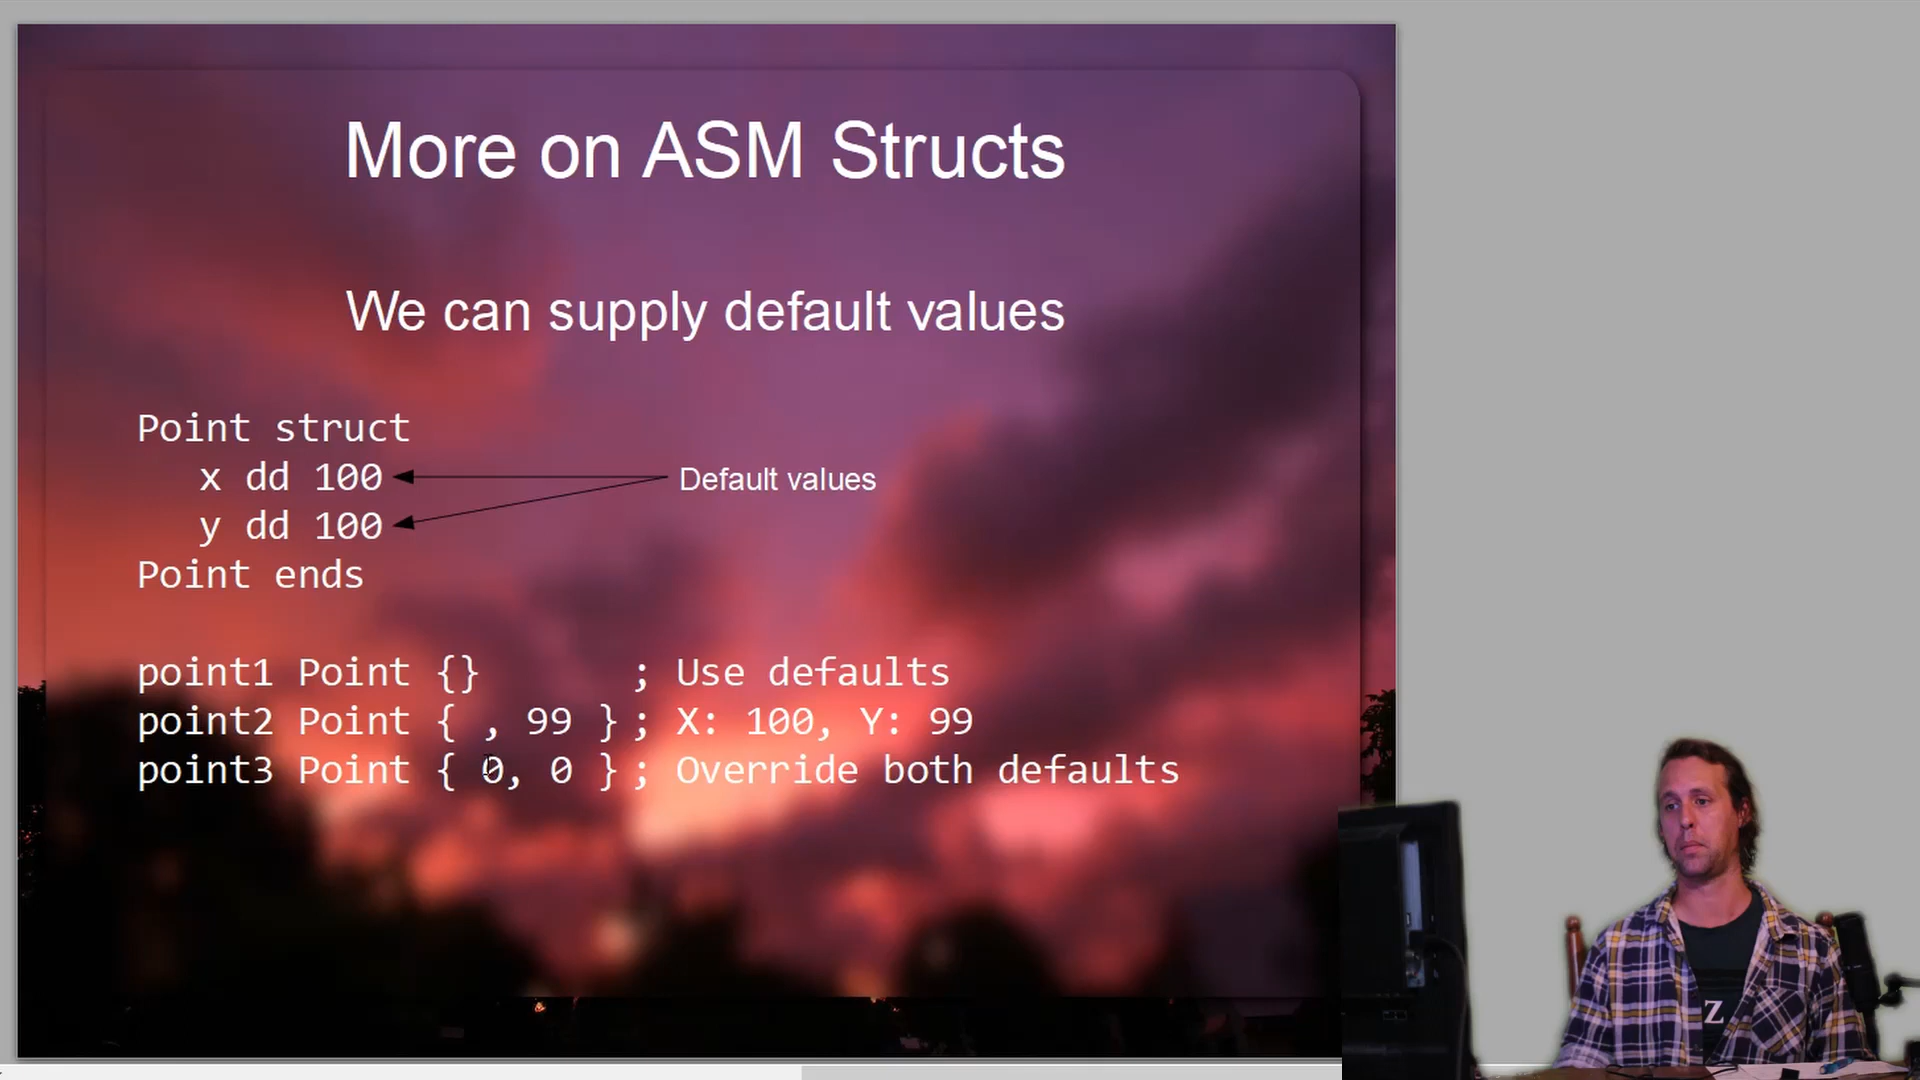 More on ASM Structs
We can supply default values
Point struct
x dd 100
Default values
y dd 100
Point ends
point1 Point {} ; Use defaults
point2 Point { , 99 } ; X: 100, Y: 99
point3 Point { 0, 0 } ; Override both defaults
Z